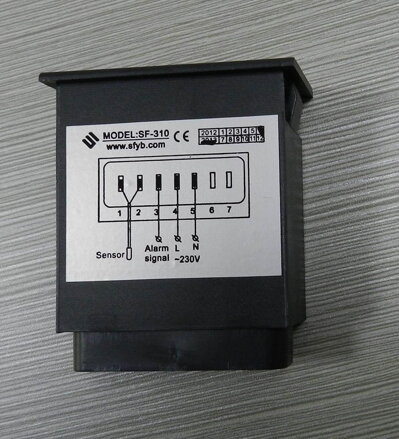 MODEL:SF-310 CE
www.sfyb.com
2012 1 2 3 4 5
7 8 9 10 11 12
1 2 3 4 5 6 7
Sensor
Alarm L N
signal ~230V